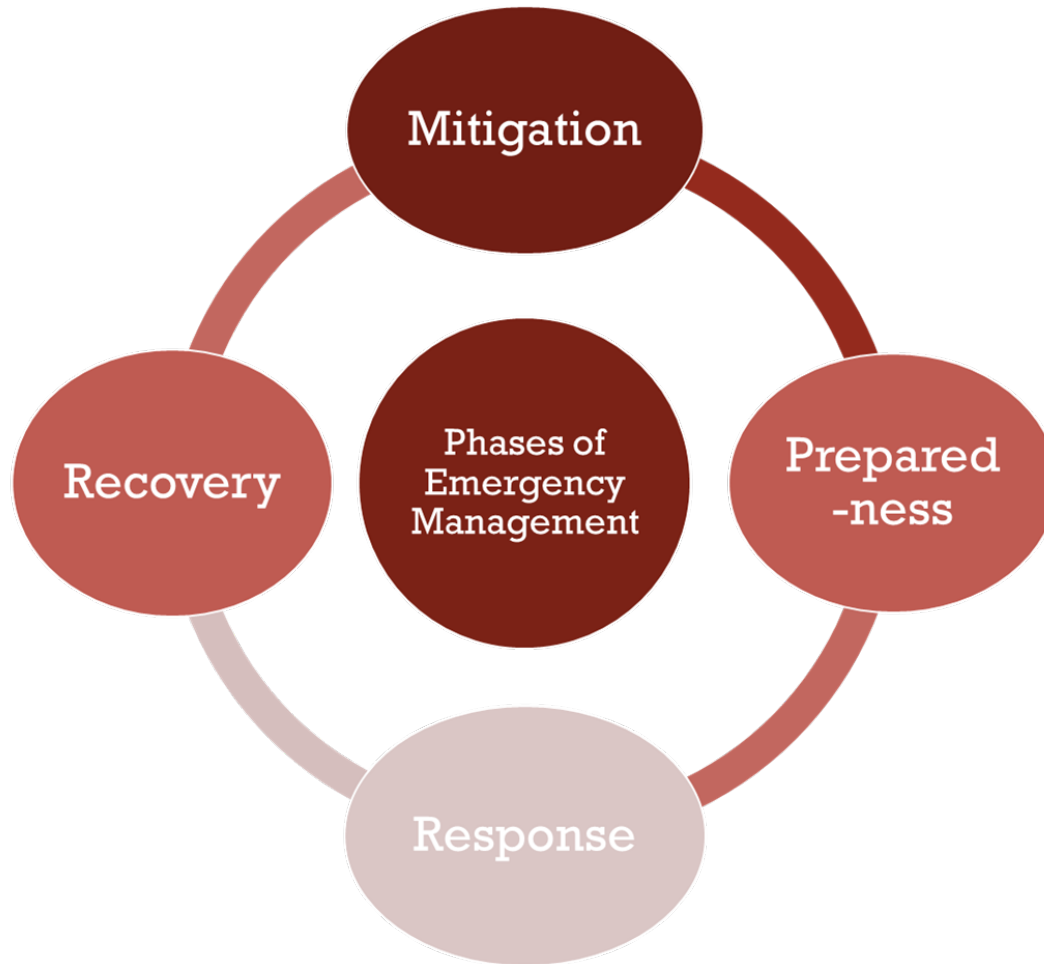 Mitigation
Recovery
Phases of
Emergency
Management
Prepared
-ness
Response